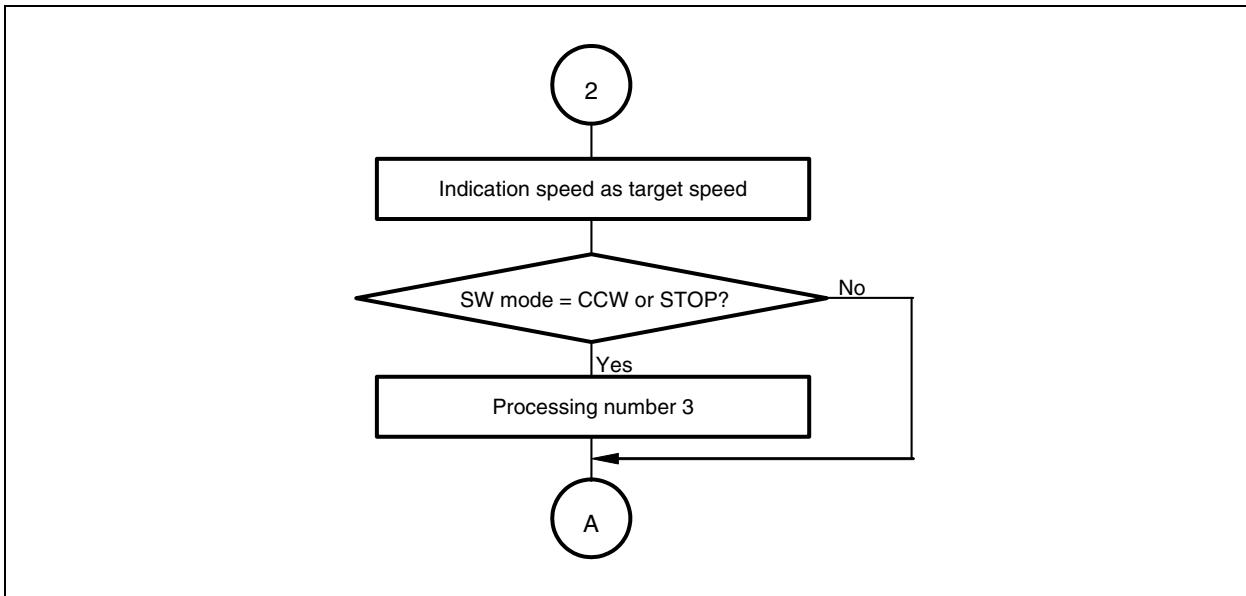 2
Indication speed as target speed
SW mode = CCW or STOP?
No
Yes
Processing number 3
A